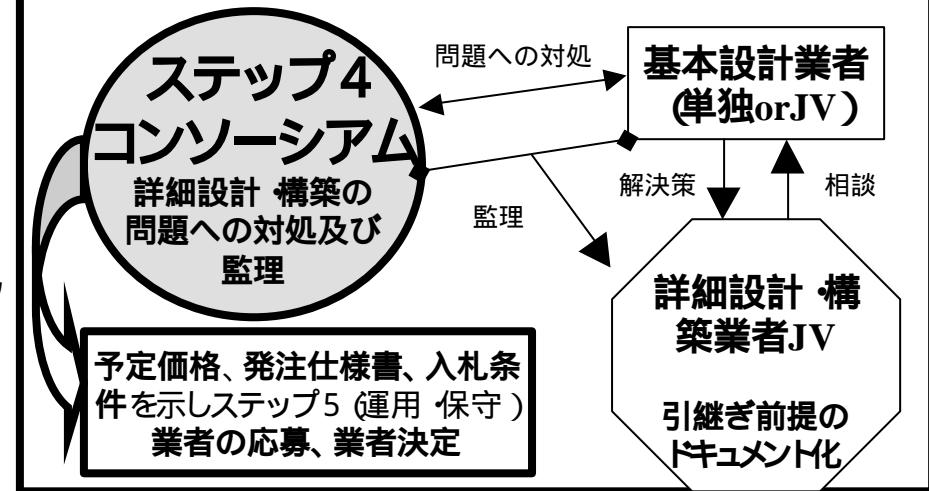 ステップ4
コンソーシアム
詳細設計・構築の
問題への対処及び
監理
問題への対処
基本設計業者
(単独orJV)
監理
解決策
相談
詳細設計・構
築業者JV
引継ぎ前提の
ドキュメント化
予定価格、発注仕様書、入札条
件を示しステップ5(運用・保守)
業者の応募、業者決定